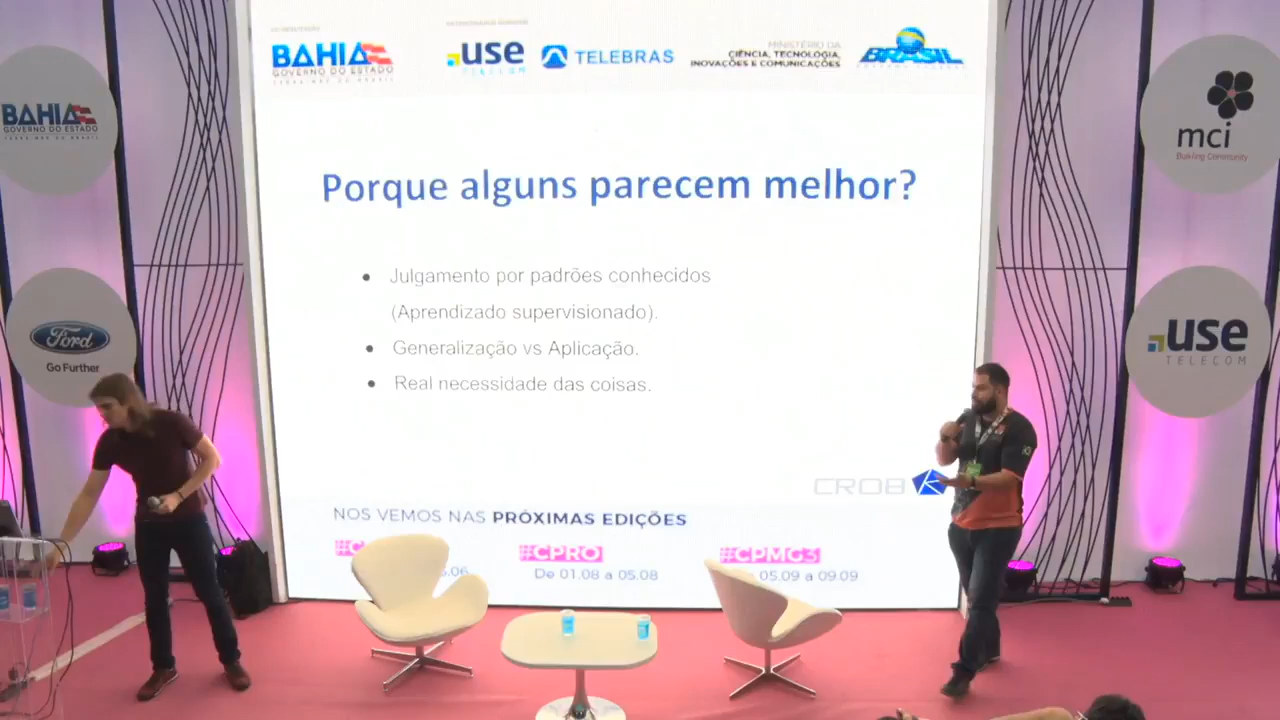 BAHIA
GOVERNO DO ESTADO
use
TELECOM
TELEBRAS
MINISTÉRIO DA
CIÊNCIA, TECNOLOGIA,
INOVAÇÕES E COMUNICAÇÕES
BRASIL
Porque alguns parecem melhor?
● Julgamento por padrões conhecidos
(Aprendizado supervisionado).
● Generalização vs Aplicação.
● Real necessidade das coisas.
CROB
NOS VEMOS NAS PRÓXIMAS EDIÇÕES
#CPRO
De 01.08 a 05.08
#CPMG3
05.09 a 09.09
BAHIA
GOVERNO DO ESTADO
Ford
Go Further
mci
Building Community
use
TELECOM